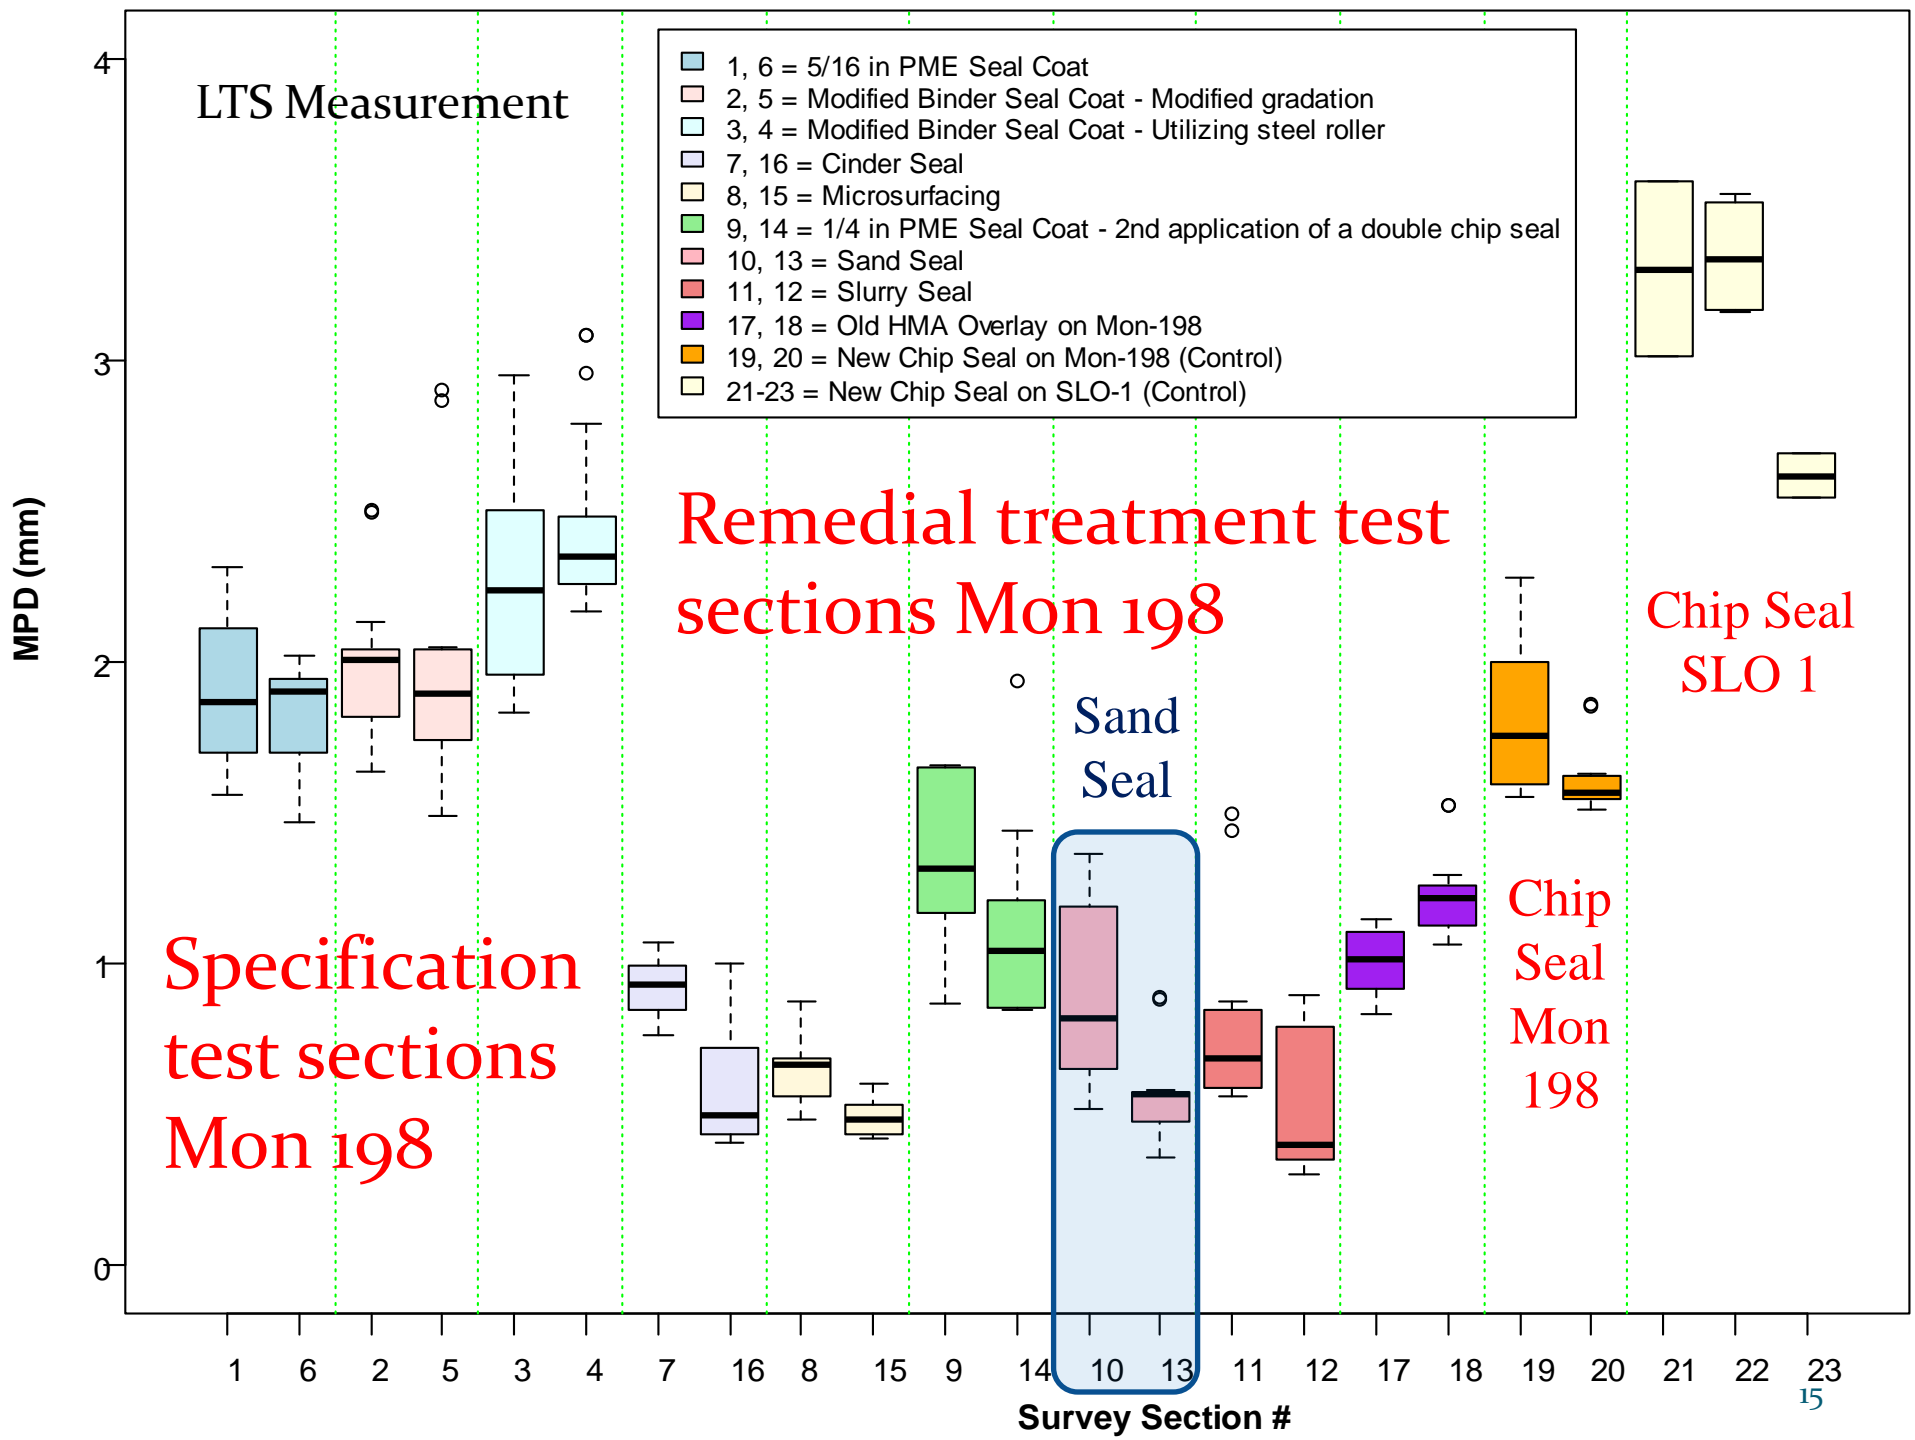 LTS Measurement
1, 6 = 5/16 in PME Seal Coat
2, 5 = Modified Binder Seal Coat - Modified gradation
3, 4 = Modified Binder Seal Coat - Utilizing steel roller
7, 16 = Cinder Seal
8, 15 = Microsurfacing
9, 14 = 1/4 in PME Seal Coat - 2nd application of a double chip seal
10, 13 = Sand Seal
11, 12 = Slurry Seal
17, 18 = Old HMA Overlay on Mon-198
19, 20 = New Chip Seal on Mon-198 (Control)
21-23 = New Chip Seal on SLO-1 (Control)
4
3
2
1
0
MPD (mm)
Remedial treatment test
sections Mon 198
Chip Seal
SLO 1
Sand
Seal
Chip
Seal
Mon
198
Specification
test sections
Mon 198
1 6 2 5 3 4 7 16 8 15 9 14 10 13 11 12 17 18 19 20 21 22 23
Survey Section #
15